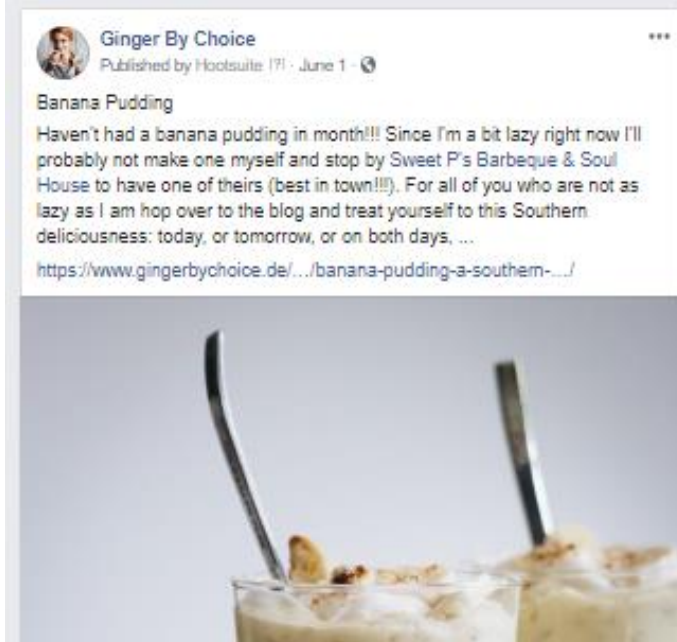 Ginger By Choice
Published by Hootsuite [?] · June 1 ·
Banana Pudding
Haven't had a banana pudding in month!!! Since I'm a bit lazy right now I'll
probably not make one myself and stop by Sweet P's Barbeque & Soul
House to have one of theirs (best in town!!!). For all of you who are not as
lazy as I am hop over to the blog and treat yourself to this Southern
deliciousness: today, or tomorrow, or on both days, ...
https://www.gingerbychoice.de/.../banana-pudding-a-southern-.../